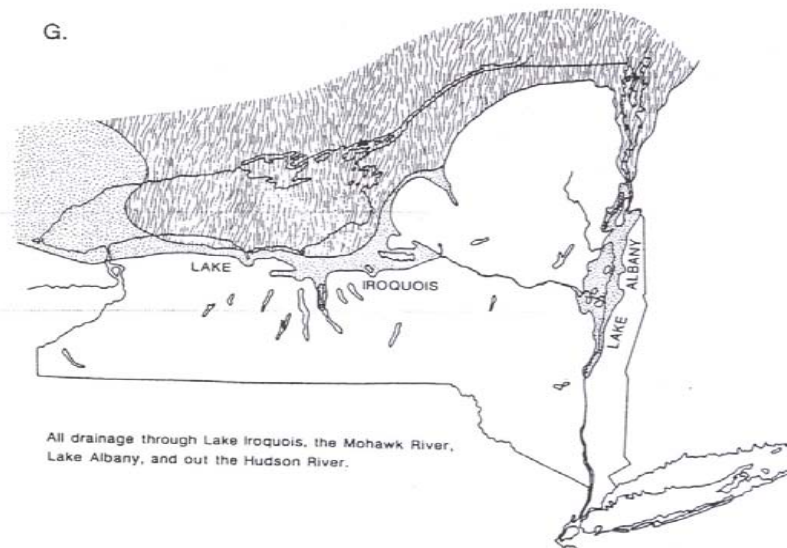 G.
LAKE
IROQUOIS
LAKE ALBANY
All drainage through Lake Iroquois, the Mohawk River,
Lake Albany, and out the Hudson River.